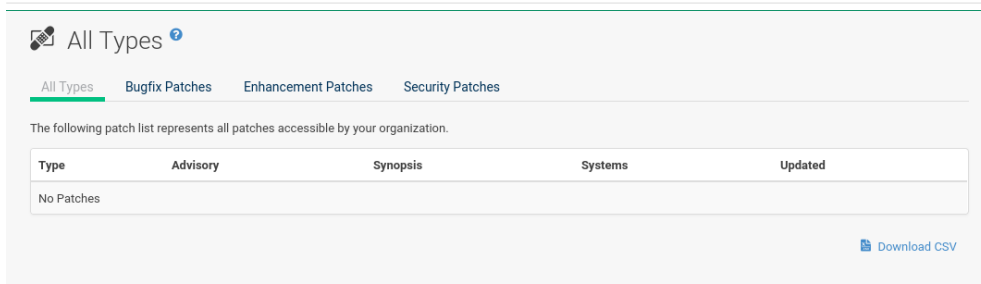 All Types ?
All Types Bugfix Patches Enhancement Patches Security Patches
The following patch list represents all patches accessible by your organization.
Type Advisory Synopsis Systems Updated
No Patches
Download CSV